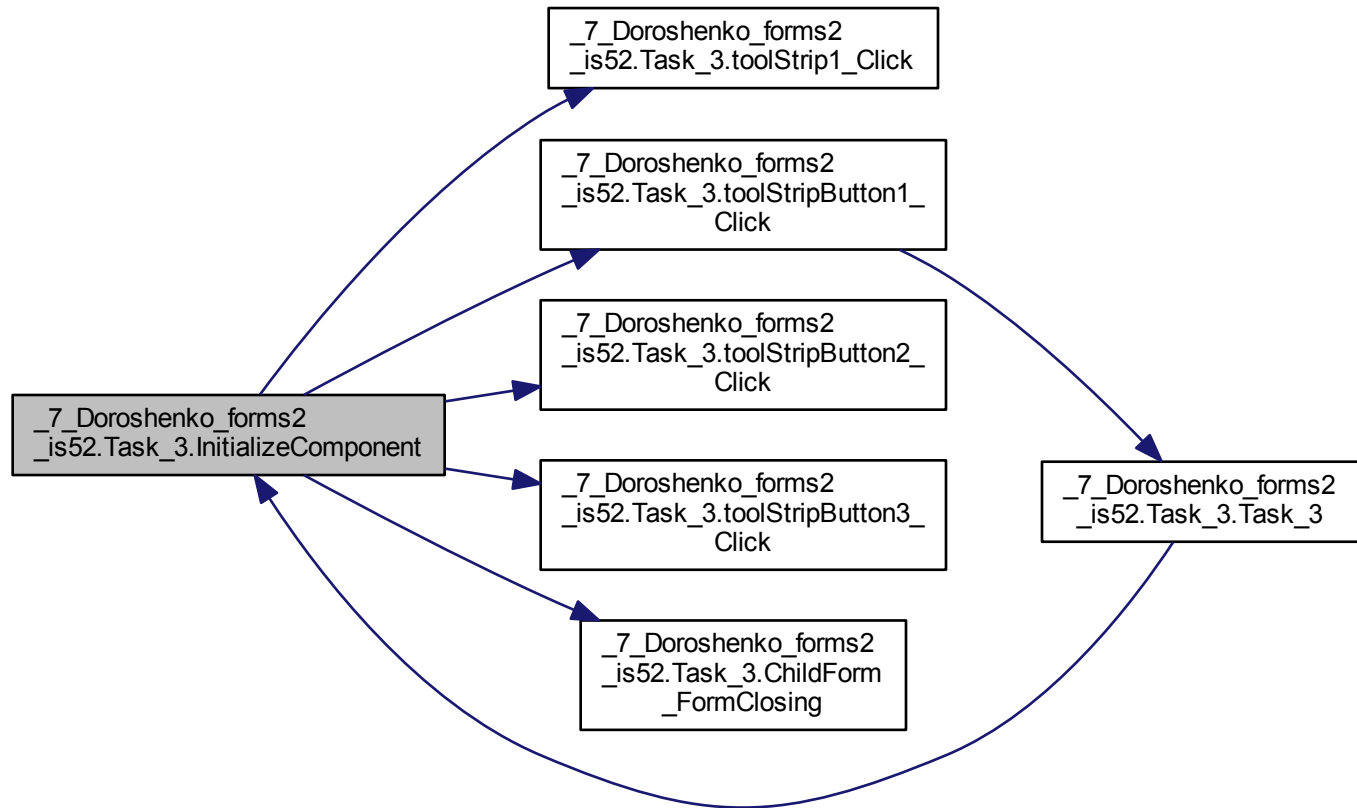 _7_Doroshenko_forms2
_is52.Task_3.toolStrip1_Click
_7_Doroshenko_forms2
_is52.Task_3.toolStripButton1_
Click
_7_Doroshenko_forms2
_is52.Task_3.toolStripButton2_
Click
_7_Doroshenko_forms2
_is52.Task_3.InitializeComponent
_7_Doroshenko_forms2
_is52.Task_3.toolStripButton3_
Click
_7_Doroshenko_forms2
_is52.Task_3.Task_3
_7_Doroshenko_forms2
_is52.Task_3.ChildForm
_FormClosing